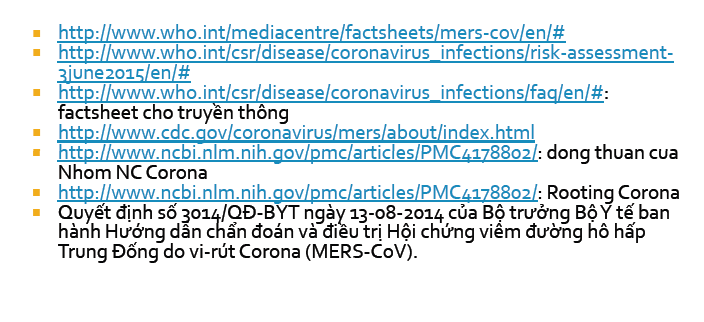 http://www.who.int/mediacentre/factsheets/mers-cov/en/#
http://www.who.int/csr/disease/coronavirus_infections/risk-assessment-
3june2015/en/#
http://www.who.int/csr/disease/coronavirus_infections/faq/en/#:
factsheet cho truyền thông
http://www.cdc.gov/coronavirus/mers/about/index.html
http://www.ncbi.nlm.nih.gov/pmc/articles/PMC4178802/: dong thuan cua
Nhom NC Corona
http://www.ncbi.nlm.nih.gov/pmc/articles/PMC4178802/: Rooting Corona
Quyết định số 3014/QĐ-BYT ngày 13-08-2014 của Bộ trưởng Bộ Y tế ban
hành Hướng dẫn chẩn đoán và điều trị Hội chứng viêm đường hô hấp
Trung Đống do vi-rút Corona (MERS-CoV).